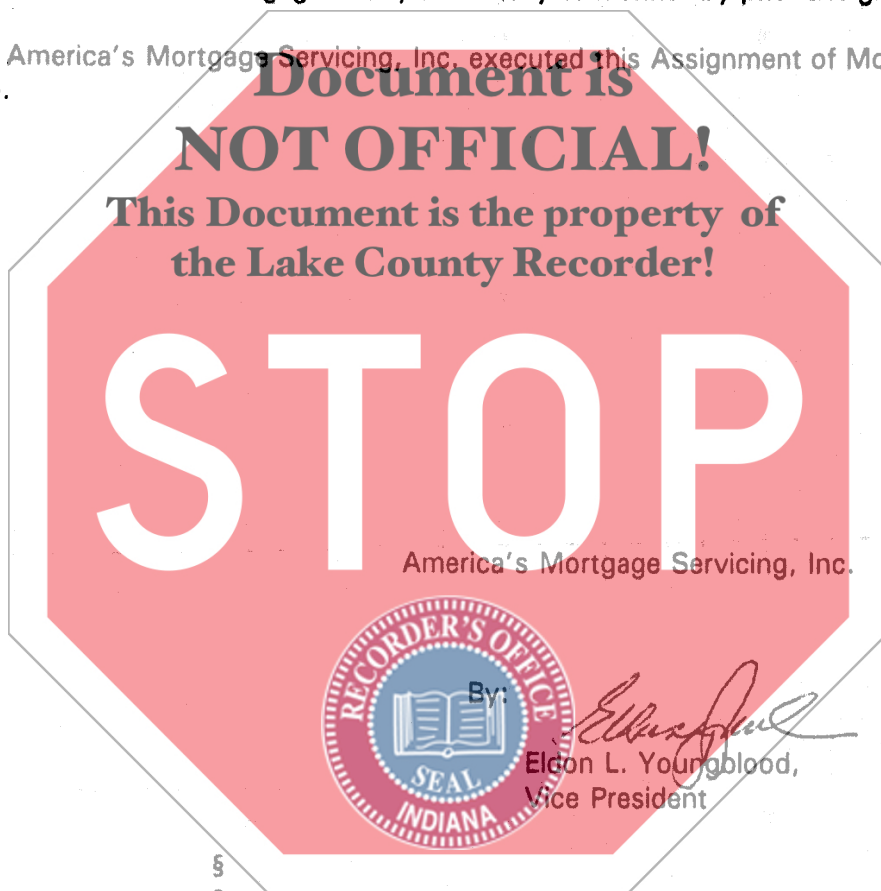 America's Mortgage Servicing, Inc. executed this Assignment of Mo
Document is
NOT OFFICIAL!
This Document is the property of
the Lake County Recorder!
STOP
America's Mortgage Servicing, Inc.
RECORDER'S OFFICE
SEAL
INDIANA
By:
Eldon L. Youngblood,
Vice President
§